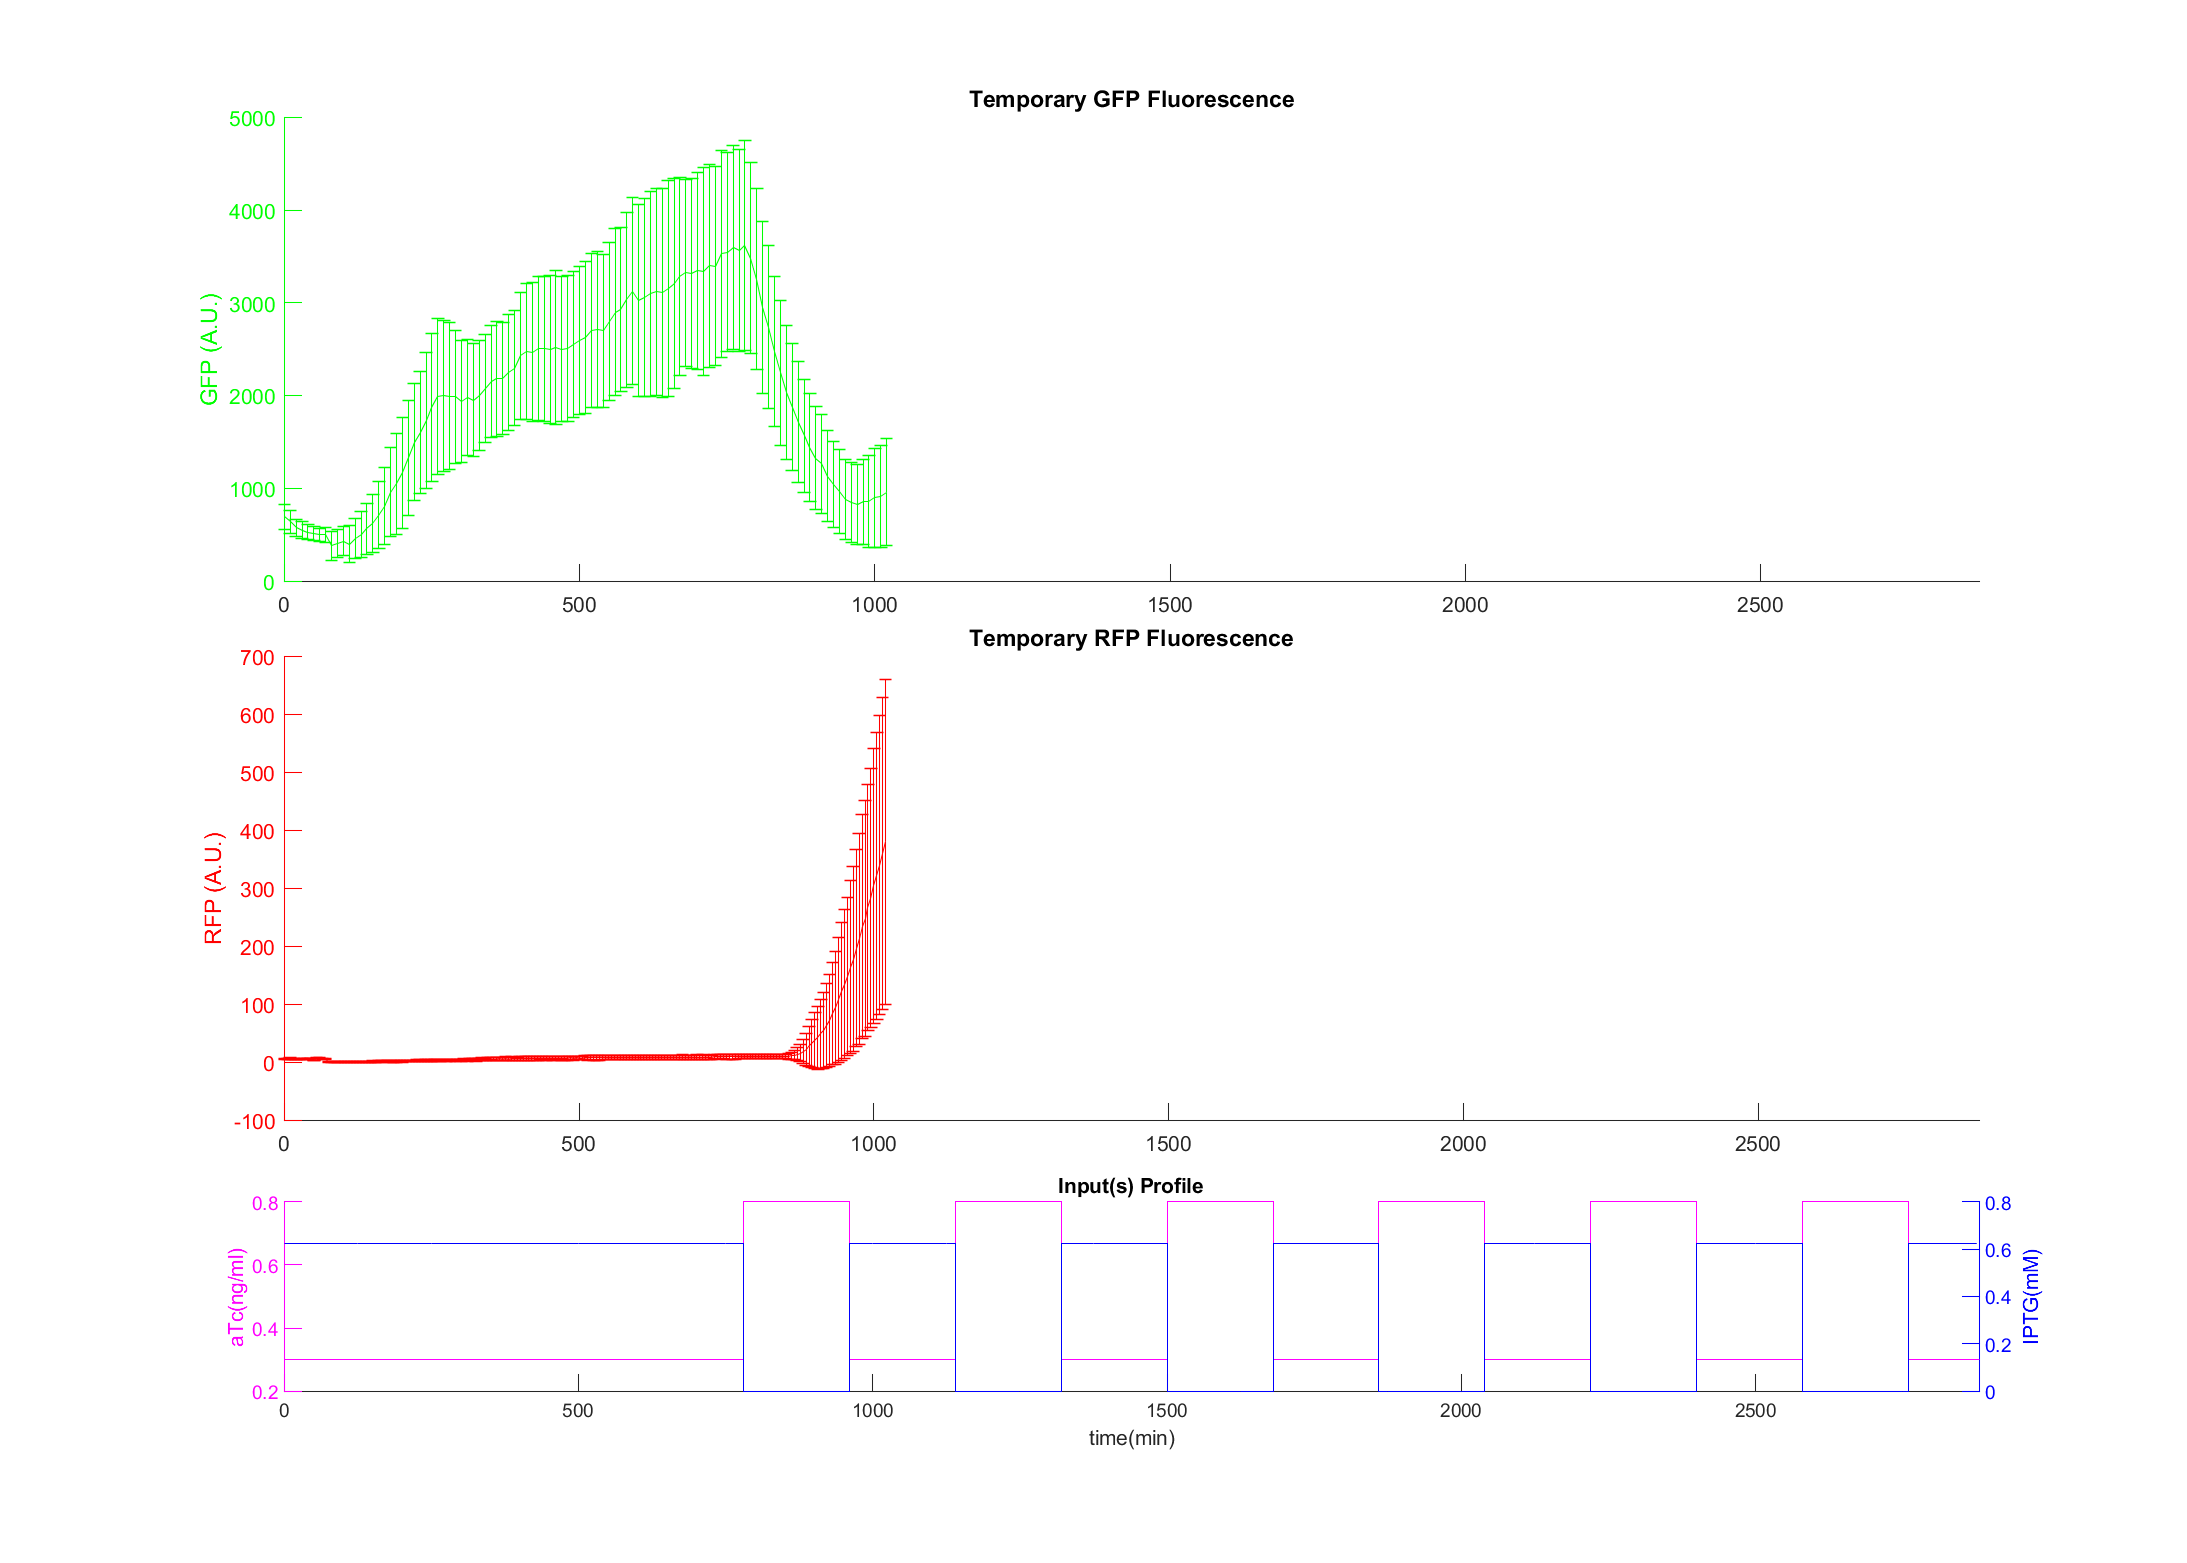 Temporary GFP Fluorescence
5000
4000
3000
2000
1000
0
GFP (A.U.)
0 500 1000 1500 2000 2500
Temporary RFP Fluorescence
700
600
500
400
300
200
100
0
-100
RFP (A.U.)
0 500 1000 1500 2000 2500
Input(s) Profile
0.8
0.6
0.4
0.2
aTc(ng/ml)
0.8
0.6
0.4
0.2
0
IPTG(mM)
0 500 1000 1500 2000 2500
time(min)